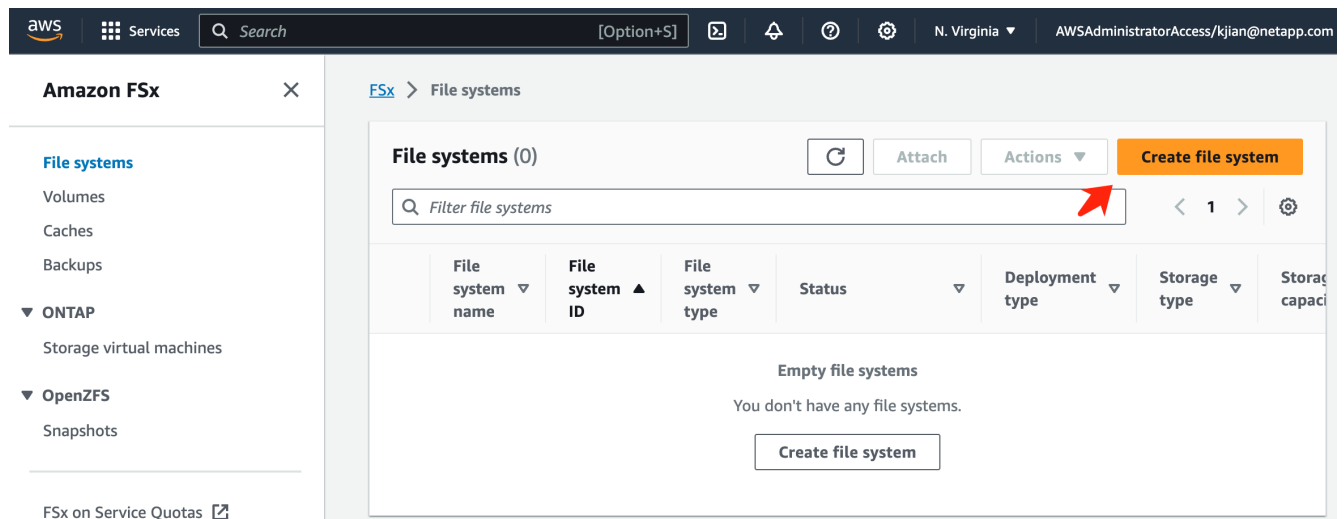 aws
Services
Search
[Option+S]
N. Virginia
AWSAdministratorAccess/kjian@netapp.com
Amazon FSx
File systems
Volumes
Caches
Backups
ONTAP
Storage virtual machines
OpenZFS
Snapshots
FSx on Service Quotas
FSx > File systems
File systems (0)
Attach
Actions
Create file system
Filter file systems
1
File system name
File system ID
File system type
Status
Deployment type
Storage type
Empty file systems
You don't have any file systems.
Create file system